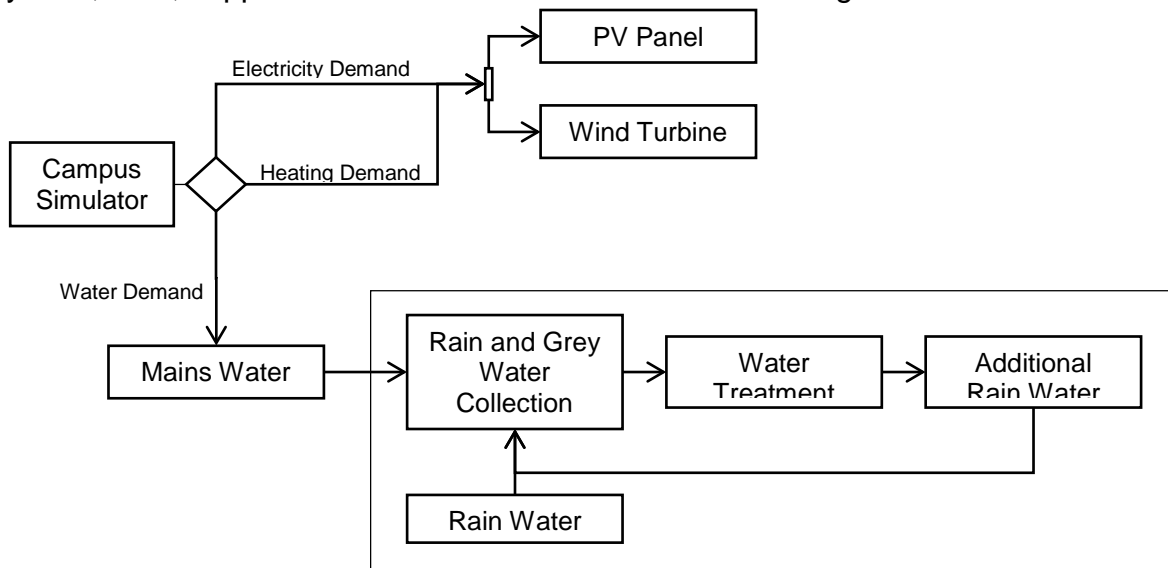 PV Panel
Electricity Demand
Wind Turbine
Campus
Simulator
Heating Demand
Water Demand
Mains Water
Rain and Grey
Water
Collection
Water
Treatment
Additional
Rain Water
Rain Water